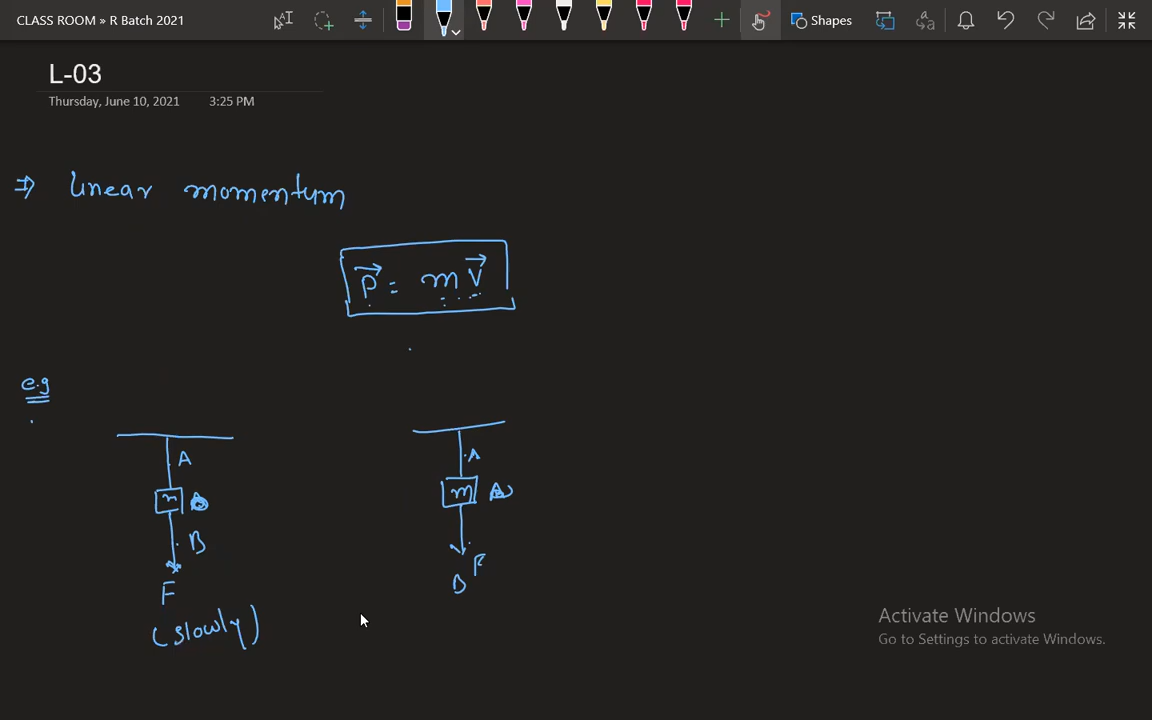 CLASS ROOM » R Batch 2021
Shapes
L-03
Thursday, June 10, 2021 3:25 PM
⇒ linear momentum
P⃗ = m V⃗
e.g
A A
m m
B
F F
B
(slowly)
Activate Windows
Go to Settings to activate Windows.